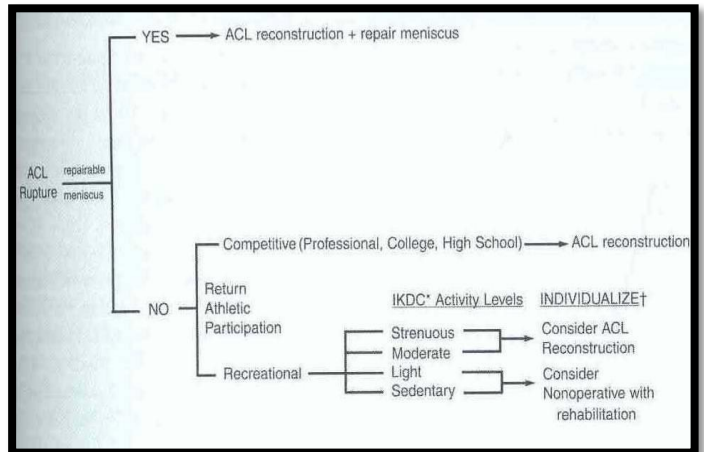 YES ACL reconstruction + repair meniscus
ACL Rupture
repairable
meniscus
Competitive (Professional, College, High School) ACL reconstruction
NO
Return
Athletic
Participation
IKDC* Activity Levels INDIVIDUALIZE†
Strenuous
Moderate
Consider ACL
Reconstruction
Recreational
Light
Sedentary
Consider
Nonoperative with
rehabilitation